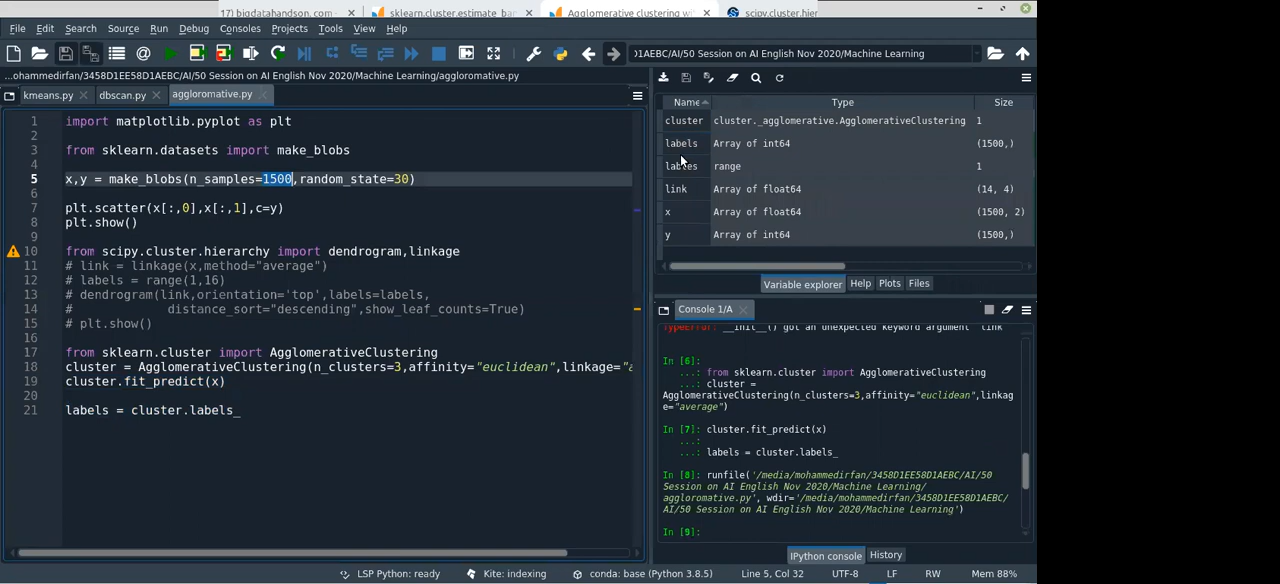 17) bigdatahandson.com - 
sklearn.cluster.estimate_ban
Agglomerative clustering wi
scipy.cluster.hier
File Edit Search Source Run Debug Consoles Projects Tools View Help
)1AEBC/AI/50 Session on AI English Nov 2020/Machine Learning
...ohammedirfan/3458D1EE58D1AEBC/AI/50 Session on AI English Nov 2020/Machine Learning/aggloromative.py
kmeans.py
dbscan.py
aggloromative.py
1 import matplotlib.pyplot as plt
2
3 from sklearn.datasets import make_blobs
4
5 x,y = make_blobs(n_samples=1500,random_state=30)
6
7 plt.scatter(x[:,0],x[:,1],c=y)
8 plt.show()
9
10 from scipy.cluster.hierarchy import dendrogram,linkage
11 # link = linkage(x,method="average")
12 # labels = range(1,16)
13 # dendrogram(link,orientation='top',labels=labels,
14 #            distance_sort="descending",show_leaf_counts=True)
15 # plt.show()
16
17 from sklearn.cluster import AgglomerativeClustering
18 cluster = AgglomerativeClustering(n_clusters=3,affinity="euclidean",linkage="a
19 cluster.fit_predict(x)
20
21 labels = cluster.labels_
Name Type Size
cluster cluster._agglomerative.AgglomerativeClustering 1
labels Array of int64 (1500,)
range 1
link Array of float64 (14, 4)
x Array of float64 (1500, 2)
y Array of int64 (1500,)
Variable explorer Help Plots Files
Console 1/A
TypeError: __init__() got an unexpected keyword argument 'link'
In [6]:
...: from sklearn.cluster import AgglomerativeClustering
...: cluster =
AgglomerativeClustering(n_clusters=3,affinity="euclidean",linkag
e="average")
In [7]: cluster.fit_predict(x)
...:
...: labels = cluster.labels_
In [8]: runfile('/media/mohammedirfan/3458D1EE58D1AEBC/AI/50
Session on AI English Nov 2020/Machine Learning/
aggloromative.py', wdir='/media/mohammedirfan/3458D1EE58D1AEBC/
AI/50 Session on AI English Nov 2020/Machine Learning')
In [9]:
IPython console History
LSP Python: ready Kite: indexing conda: base (Python 3.8.5) Line 5, Col 32 UTF-8 LF RW Mem 88%